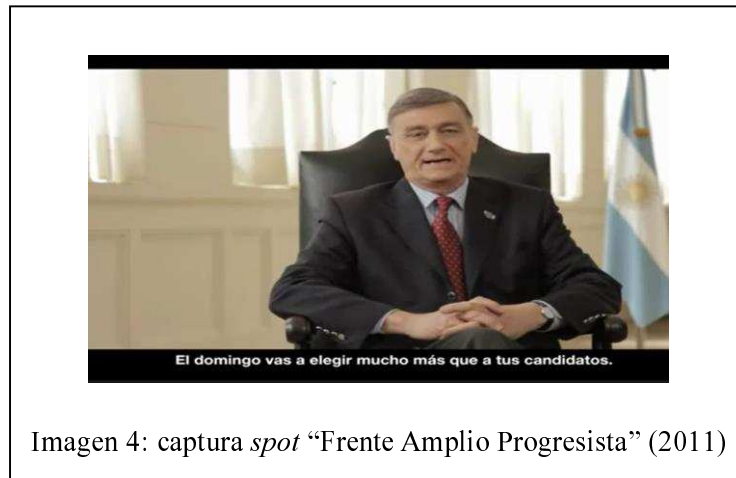 El domingo vas a elegir mucho más que a tus candidatos.
Imagen 4: captura spot “Frente Amplio Progresista” (2011)